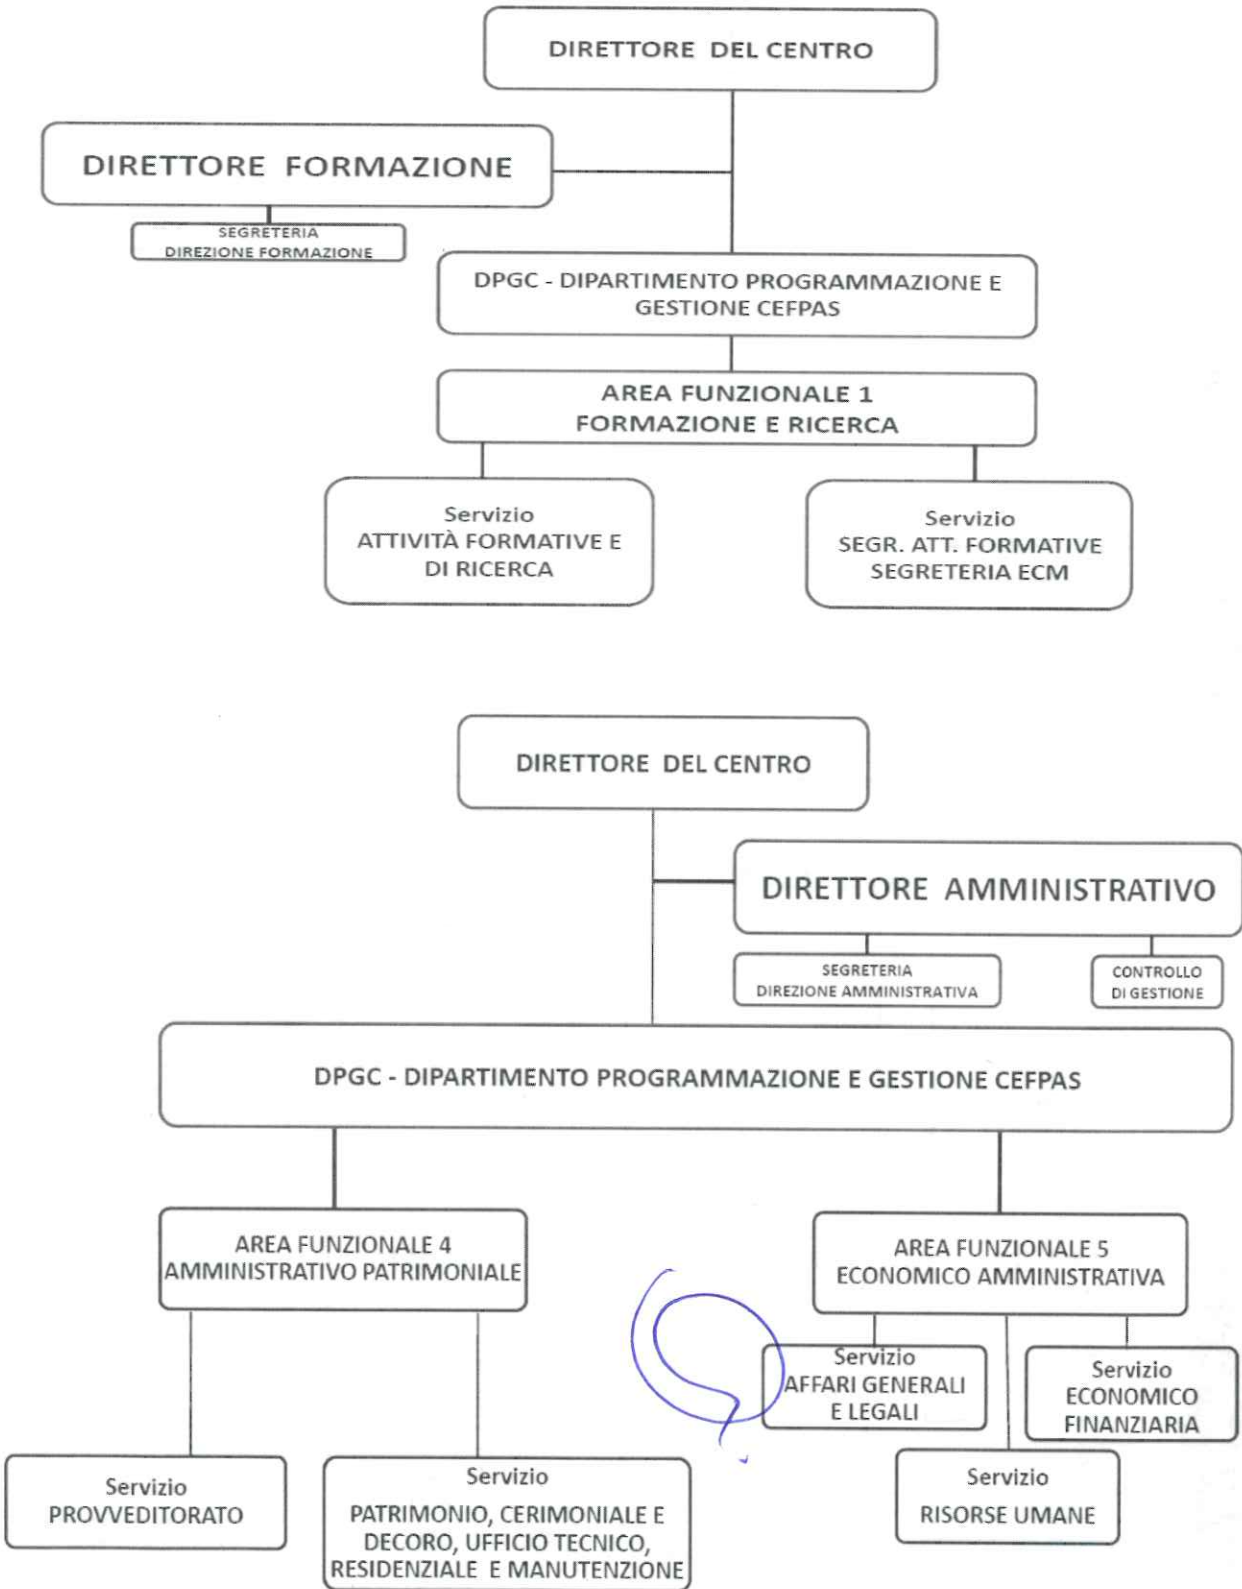 DIRETTORE DEL CENTRO
DIRETTORE FORMAZIONE
SEGRETERIA
DIREZIONE FORMAZIONE
DPGC - DIPARTIMENTO PROGRAMMAZIONE E
GESTIONE CEFPAS
AREA FUNZIONALE 1
FORMAZIONE E RICERCA
Servizio
ATTIVITÀ FORMATIVE E
DI RICERCA
Servizio
SEGR. ATT. FORMATIVE
SEGRETERIA ECM
DIRETTORE DEL CENTRO
DIRETTORE AMMINISTRATIVO
SEGRETERIA
DIREZIONE AMMINISTRATIVA
CONTROLLO
DI GESTIONE
DPGC - DIPARTIMENTO PROGRAMMAZIONE E GESTIONE CEFPAS
AREA FUNZIONALE 4
AMMINISTRATIVO PATRIMONIALE
AREA FUNZIONALE 5
ECONOMICO AMMINISTRATIVA
Servizio
AFFARI GENERALI
E LEGALI
Servizio
ECONOMICO
FINANZIARIA
Servizio
PROVVEDITORATO
Servizio
PATRIMONIO, CERIMONIALE E
DECORO, UFFICIO TECNICO,
RESIDENZIALE E MANUTENZIONE
Servizio
RISORSE UMANE